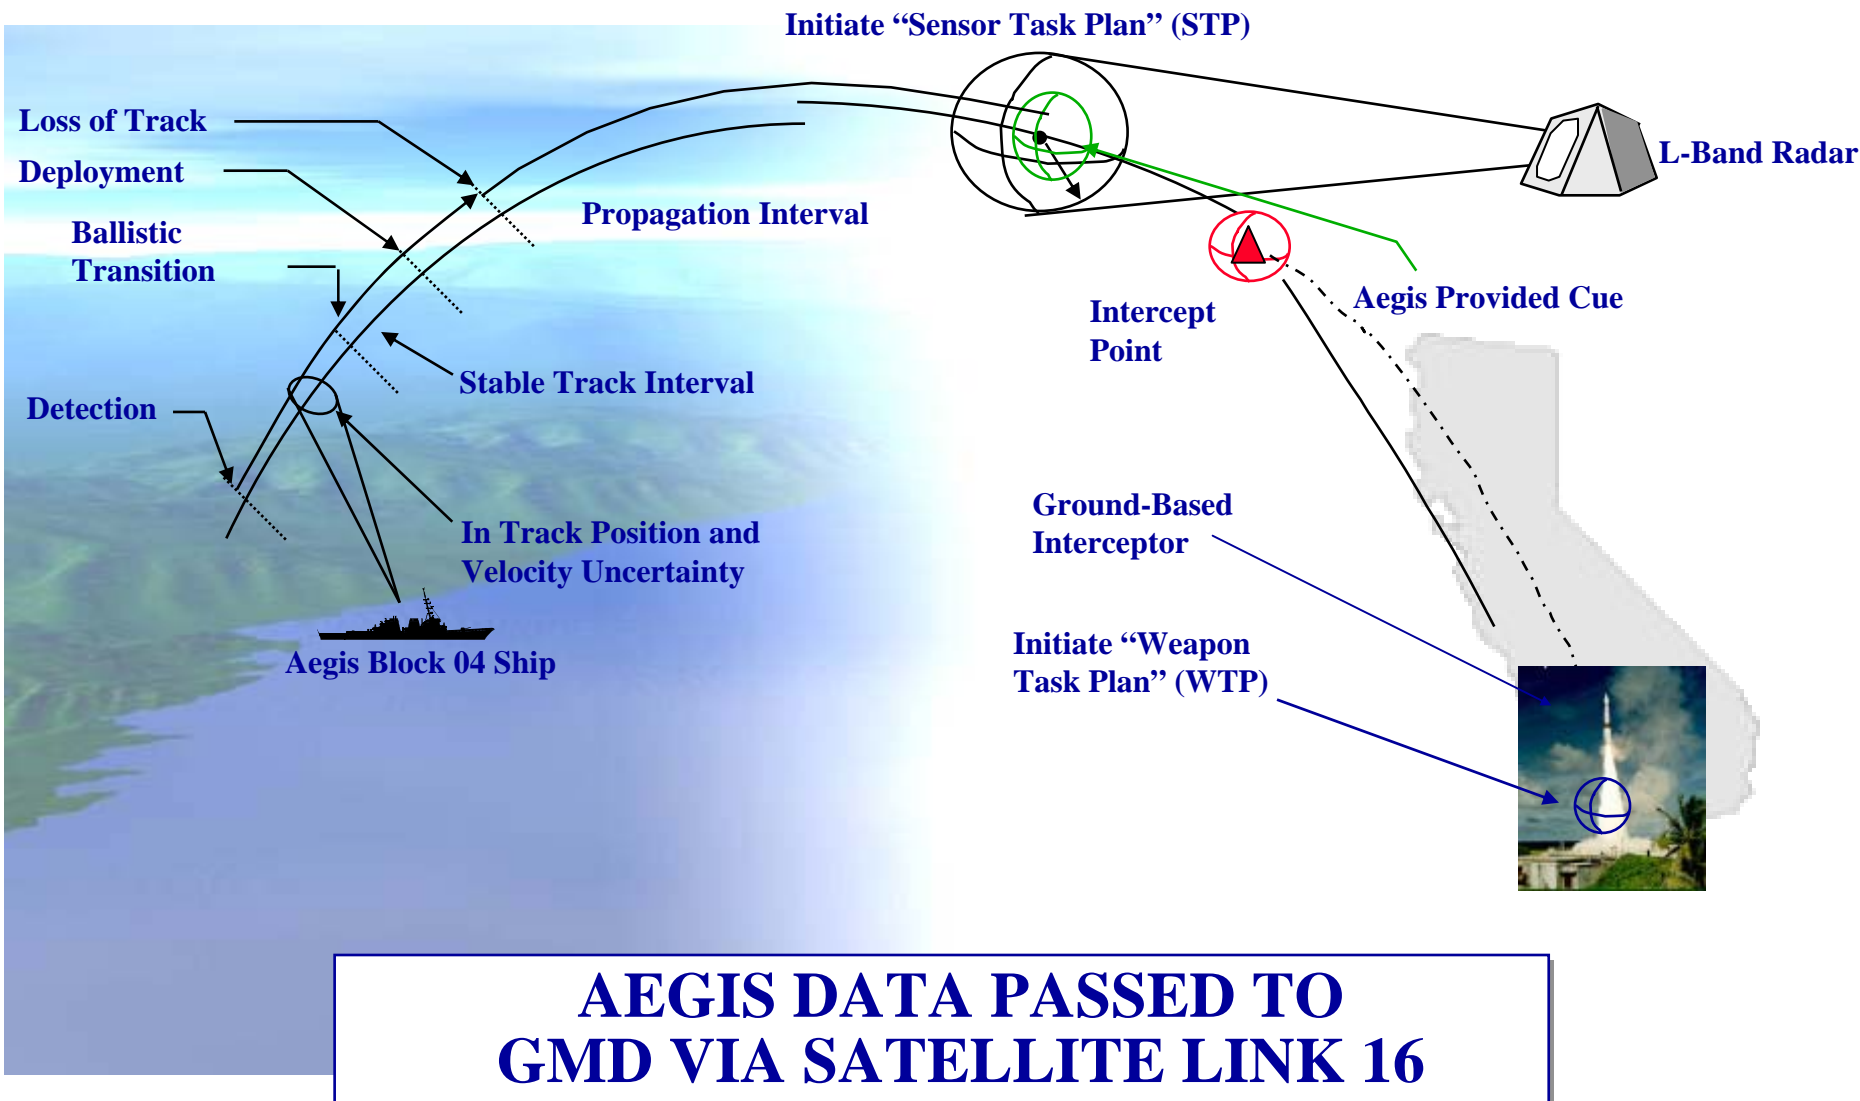 Initiate “Sensor Task Plan” (STP)
Loss of Track
Deployment
Ballistic
Transition
Propagation Interval
L-Band Radar
Aegis Provided Cue
Intercept
Point
Stable Track Interval
Detection
In Track Position and
Velocity Uncertainty
Aegis Block 04 Ship
Ground-Based
Interceptor
Initiate “Weapon
Task Plan” (WTP)
AEGIS DATA PASSED TO
GMD VIA SATELLITE LINK 16